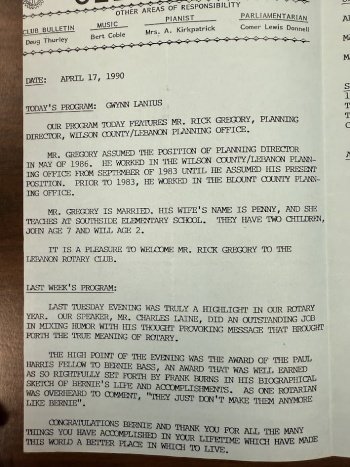 OTHER AREAS OF RESPONSIBILITY
CLUB BULLETIN MUSIC PIANIST PARLIAMENTARIAN
Doug Thurley Bert Coble Mrs. A. Kirkpatrick Comer Lewis Donnell
DATE: APRIL 17, 1990
TODAY'S PROGRAM: GWYNN LANIUS
OUR PROGRAM TODAY FEATURES MR. RICK GREGORY, PLANNING
DIRECTOR, WILSON COUNTY/LEBANON PLANNING OFFICE.
MR. GREGORY ASSUMED THE POSITION OF PLANNING DIRECTOR
IN MAY OF 1986. HE WORKED IN THE WILSON COUNTY/LEBANON PLANN-
ING OFFICE FROM SEPTEMBER OF 1983 UNTIL HE ASSUMED HIS PRESENT
POSITION. PRIOR TO 1983, HE WORKED IN THE BLOUNT COUNTY PLANN-
ING OFFICE.
MR. GREGORY IS MARRIED. HIS WIFE'S NAME IS PENNY, AND SHE
TEACHES AT SOUTHSIDE ELEMENTARY SCHOOL. THEY HAVE TWO CHILDREN,
JOHN AGE 7 AND WILL AGE 2.
IT IS A PLEASURE TO WELCOME MR. RICK GREGORY TO THE
LEBANON ROTARY CLUB.
LAST WEEK'S PROGRAM:
LAST TUESDAY EVENING WAS TRULY A HIGHLIGHT IN OUR ROTARY
YEAR. OUR SPEAKER, MR. CHARLES LAINE, DID AN OUTSTANDING JOB
IN MIXING HUMOR WITH HIS THOUGHT PROVOKING MESSAGE THAT BROUGHT
FORTH THE TRUE MEANING OF ROTARY.
THE HIGH POINT OF THE EVENING WAS THE AWARD OF THE PAUL
HARRIS FELLOW TO BERNIE BASS, AN AWARD THAT WAS WELL EARNED
AS SO RIGHTFULLY SET FORTH BY FRANK BURNS IN HIS BIOGRAPHICAL
SKETCH OF BERNIE'S LIFE AND ACCOMPLISHMENTS. AS ONE ROTARIAN
WAS OVERHEARD TO COMMENT, "THEY JUST DON'T MAKE THEM ANYMORE
LIKE BERNIE".
CONGRATULATIONS BERNIE AND THANK YOU FOR ALL THE MANY
THINGS YOU HAVE ACCOMPLISHED IN YOUR LIFETIME WHICH HAVE MADE
THIS WORLD A BETTER PLACE IN WHICH TO LIVE.